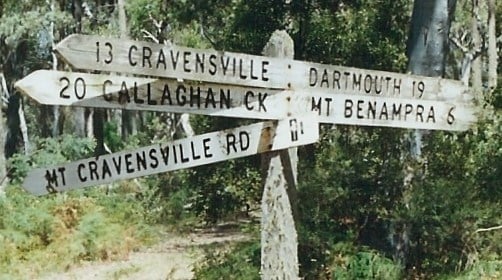 13 CRAVENSVILLE
DARTMOUTH 19
20 CALLAGHAN CK
MT BENAMPRA 6
MT CRAVENSVILLE RD